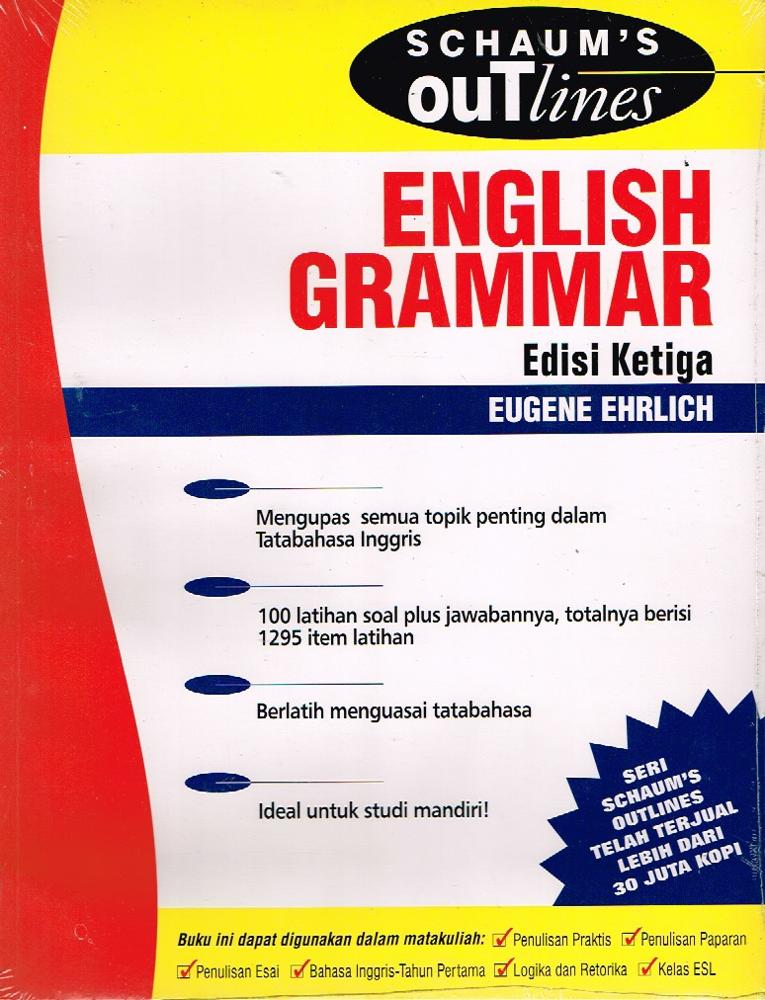 SCHAUM'S
ouTlines
ENGLISH
GRAMMAR
Edisi Ketiga
EUGENE EHRLICH
Mengupas semua topik penting dalam
Tatabahasa Inggris
100 latihan soal plus jawabannya, totalnya berisi
1295 item latihan
Berlatih menguasai tatabahasa
Ideal untuk studi mandiri!
SERI
SCHAUM'S
OUTLINES
TELAH TERJUAL
LEBIH DARI
30 JUTA KOPI
Buku ini dapat digunakan dalam matakuliah: Penulisan Praktis Penulisan Paparan
Penulisan Esai Bahasa Inggris-Tahun Pertama Logika dan Retorika Kelas ESL